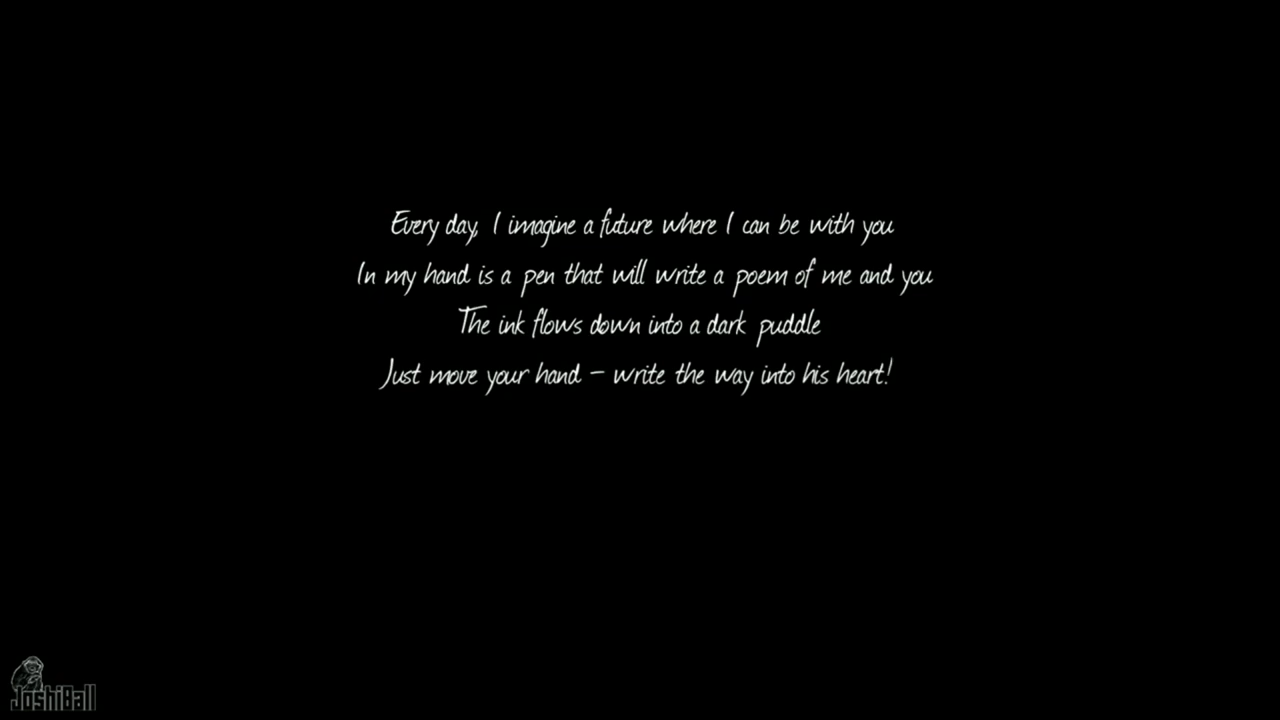 Every day, I imagine a future where I can be with you
In my hand is a pen that will write a poem of me and you
The ink flows down into a dark puddle
Just move your hand – write the way into his heart!
JoshiBall